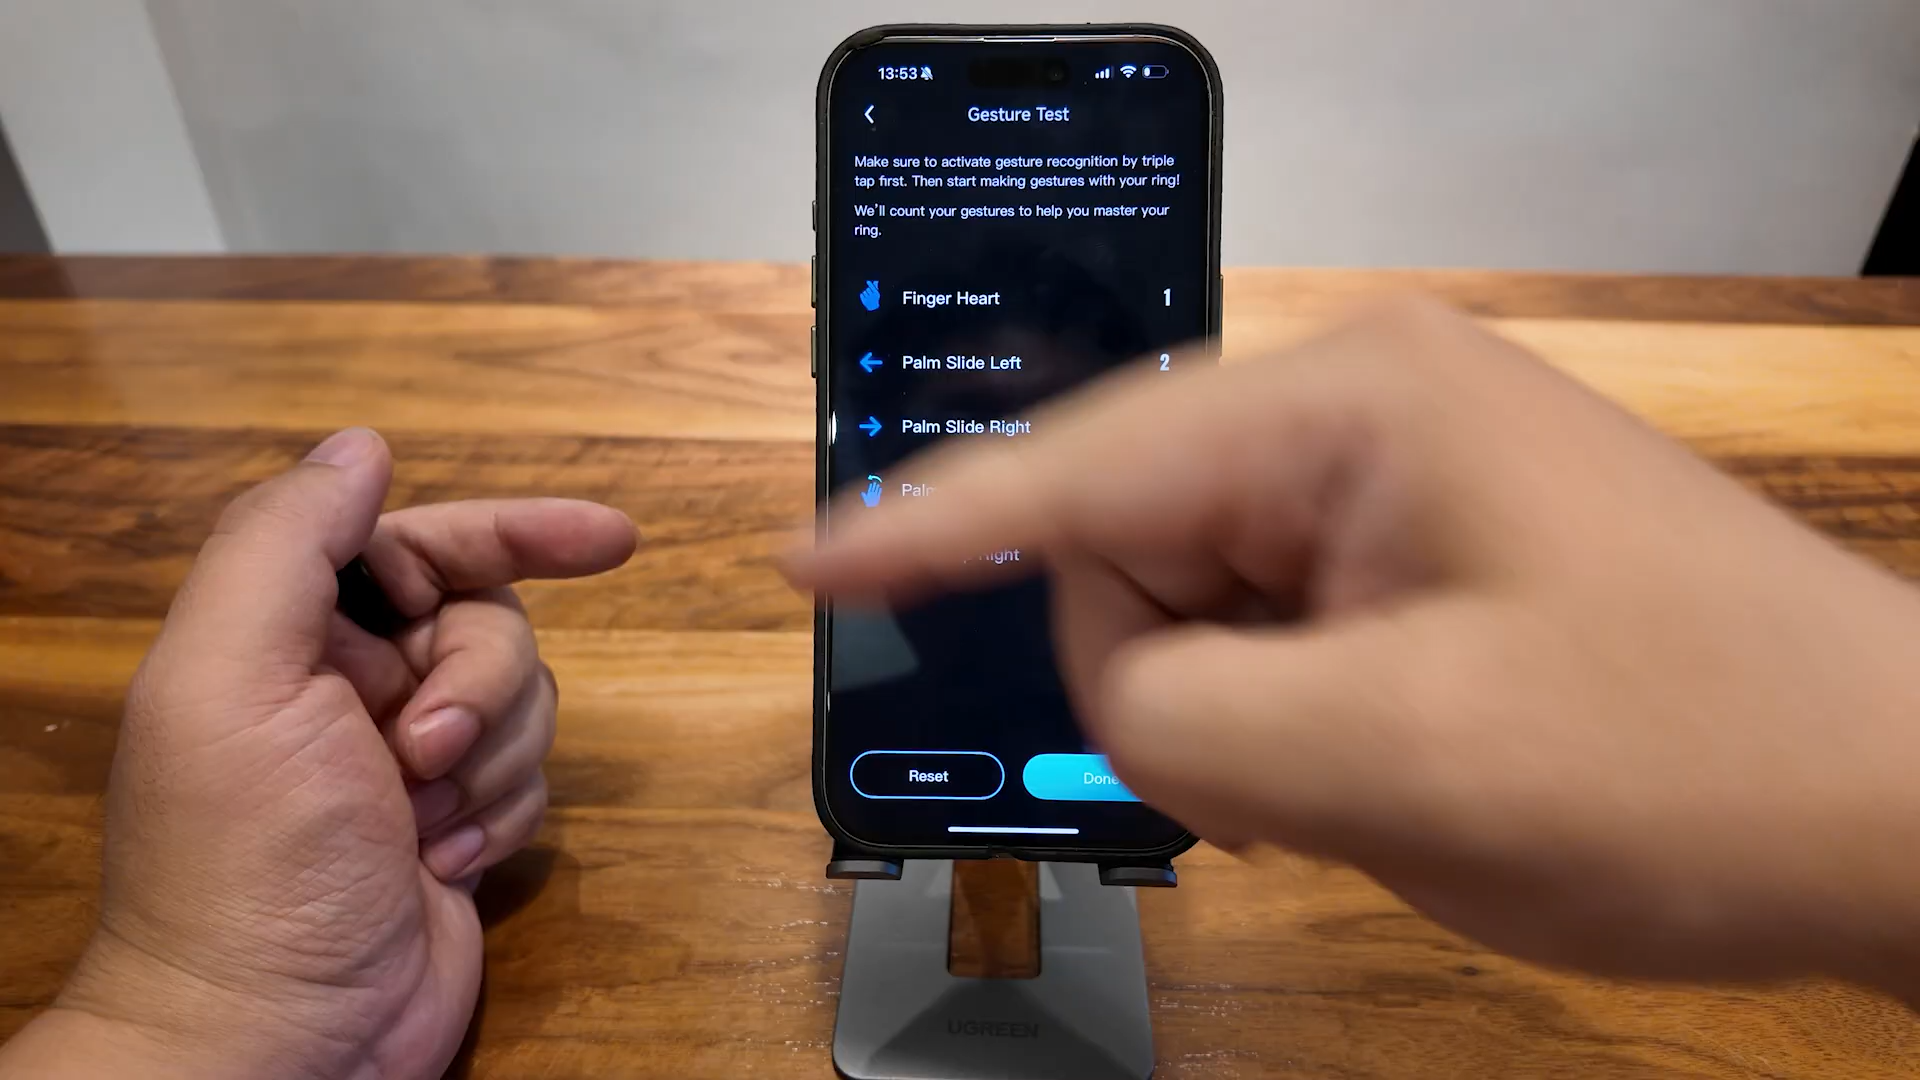 13:53
Gesture Test
Make sure to activate gesture recognition by triple
tap first. Then start making gestures with your ring!
We'll count your gestures to help you master your
ring.
Finger Heart 1
Palm Slide Left 2
Palm Slide Right
Right
Reset Done
UGREEN